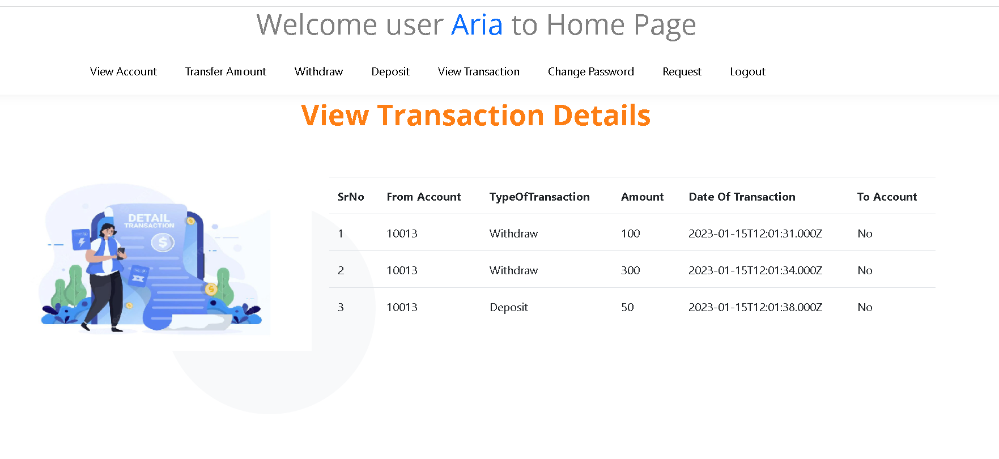 Welcome user Aria to Home Page
View Account Transfer Amount Withdraw Deposit View Transaction Change Password Request Logout
View Transaction Details
DETAIL
TRANSACTION
SrNo From Account TypeOfTransaction Amount Date Of Transaction To Account
1 10013 Withdraw 100 2023-01-15T12:01:31.000Z No
2 10013 Withdraw 300 2023-01-15T12:01:34.000Z No
3 10013 Deposit 50 2023-01-15T12:01:38.000Z No